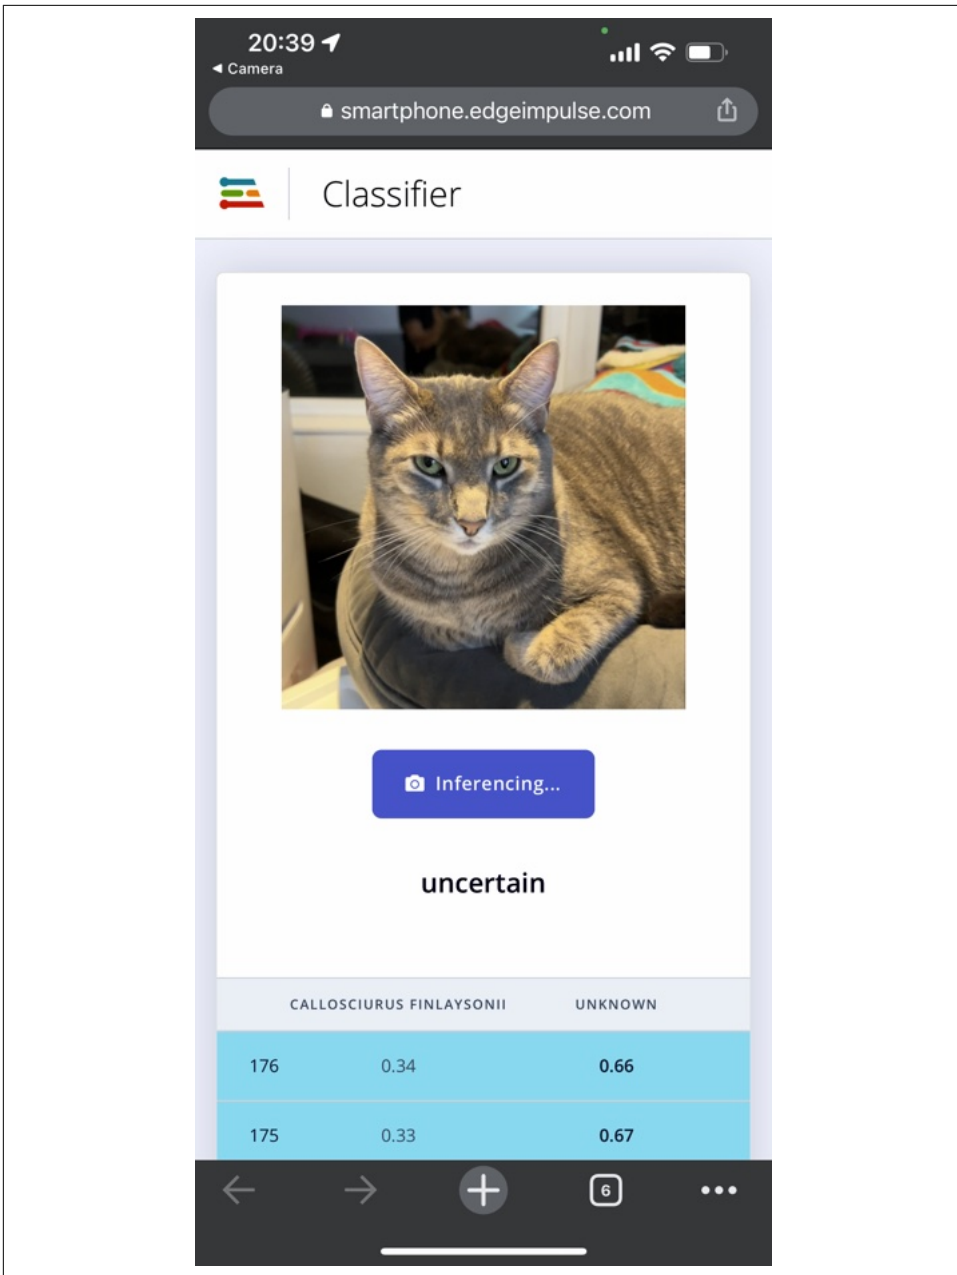 20:39
◀ Camera
smartphone.edgeimpulse.com
Classifier
Inferencing...
uncertain
CALLOSCIURUS FINLAYSONII UNKNOWN
176 0.34 0.66
175 0.33 0.67
6